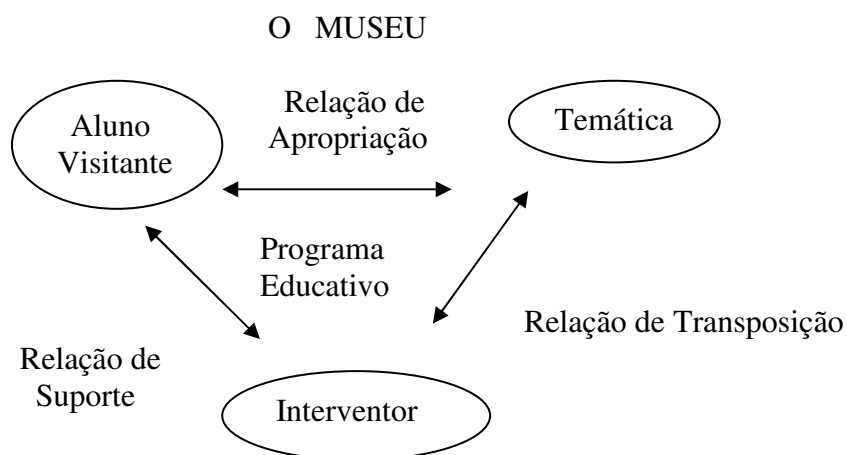 O MUSEU
Relação de
Apropriação
Aluno
Visitante
Temática
Programa
Educativo
Relação de Transposição
Relação de
Suporte
Interventor